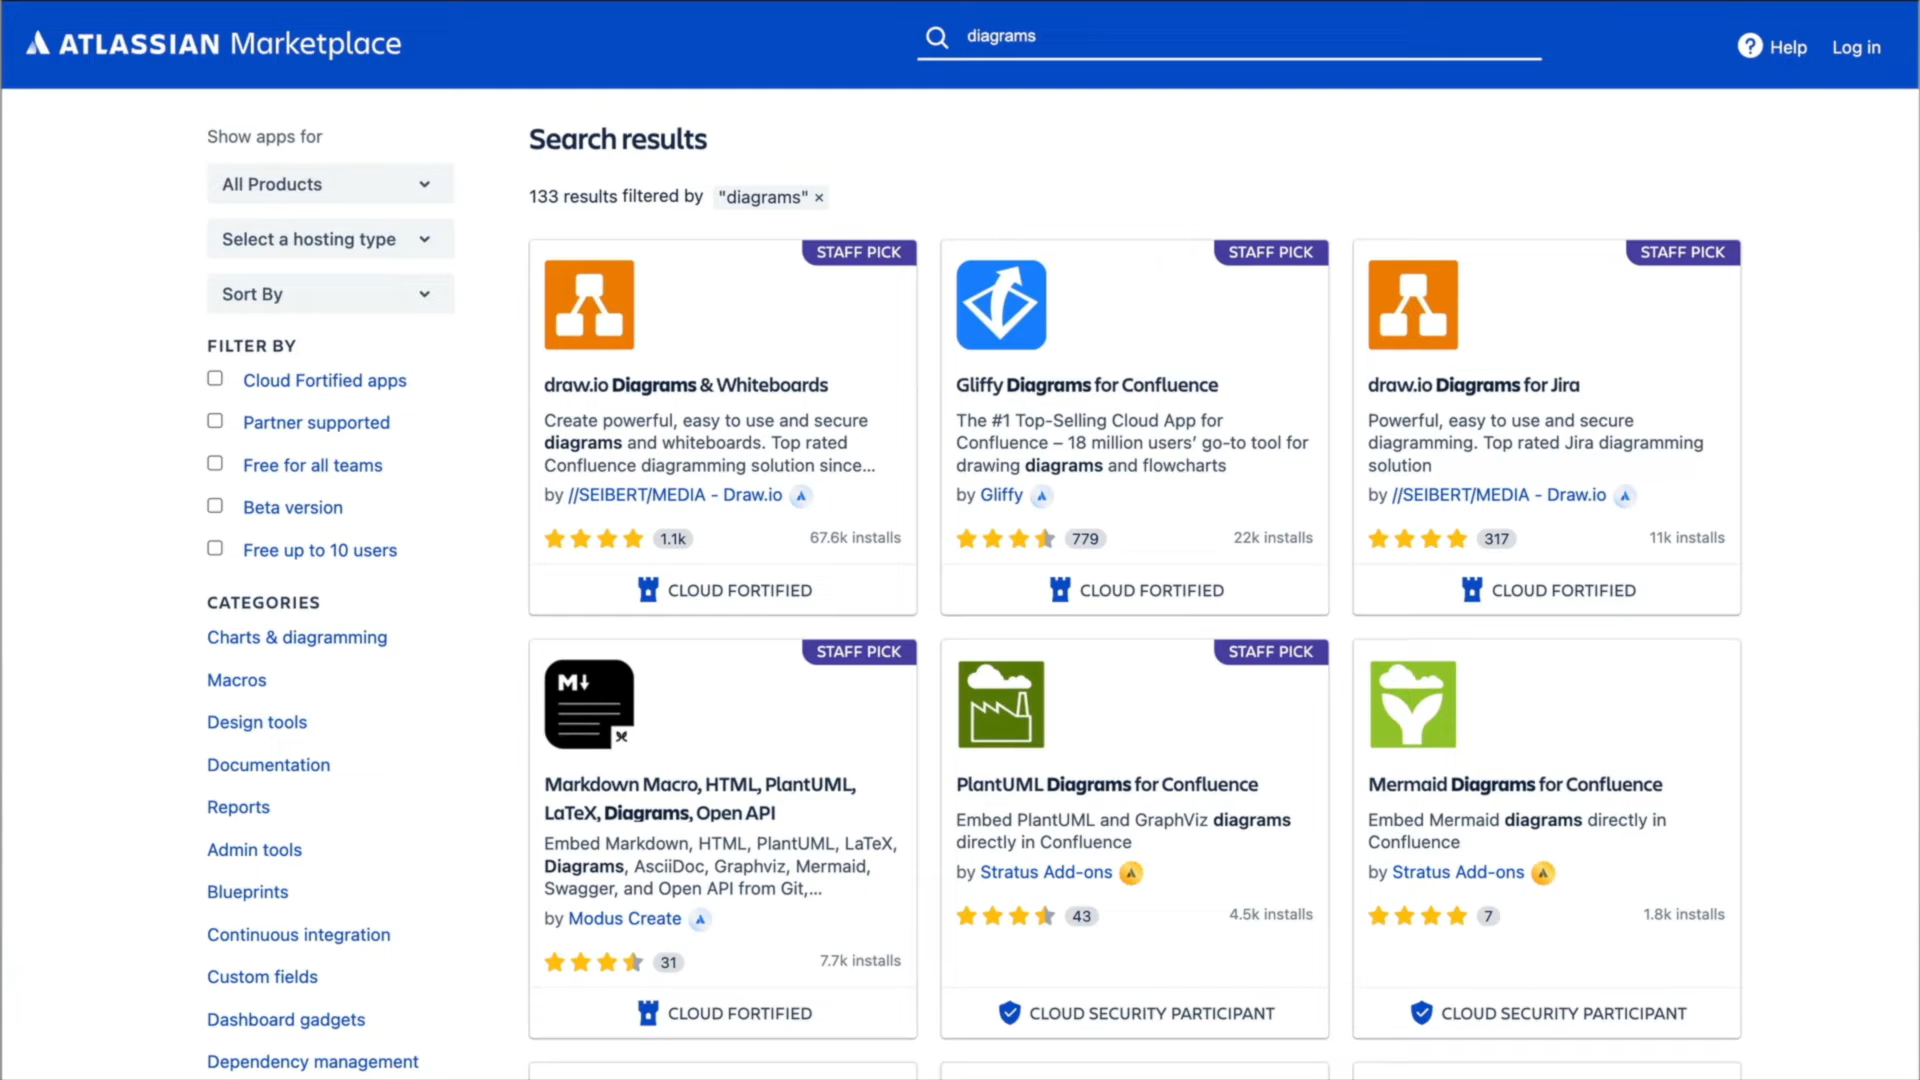 ATLASSIAN Marketplace
diagrams
? Help
Log in
Show apps for
All Products
Select a hosting type
Sort By
FILTER BY
Cloud Fortified apps
Partner supported
Free for all teams
Beta version
Free up to 10 users
CATEGORIES
Charts & diagramming
Macros
Design tools
Documentation
Reports
Admin tools
Blueprints
Continuous integration
Custom fields
Dashboard gadgets
Dependency management
Search results
133 results filtered by "diagrams" ×
STAFF PICK
draw.io Diagrams & Whiteboards
Create powerful, easy to use and secure
diagrams and whiteboards. Top rated
Confluence diagramming solution since...
by //SEIBERT/MEDIA - Draw.io
1.1k
67.6k installs
CLOUD FORTIFIED
STAFF PICK
Gliffy Diagrams for Confluence
The #1 Top-Selling Cloud App for
Confluence – 18 million users’ go-to tool for
drawing diagrams and flowcharts
by Gliffy
779
22k installs
CLOUD FORTIFIED
STAFF PICK
draw.io Diagrams for Jira
Powerful, easy to use and secure
diagramming. Top rated Jira diagramming
solution
by //SEIBERT/MEDIA - Draw.io
317
11k installs
CLOUD FORTIFIED
STAFF PICK
M
Markdown Macro, HTML, PlantUML,
LaTeX, Diagrams, Open API
Embed Markdown, HTML, PlantUML, LaTeX,
Diagrams, AsciiDoc, Graphviz, Mermaid,
Swagger, and Open API from Git,...
by Modus Create
31
7.7k installs
CLOUD FORTIFIED
STAFF PICK
PlantUML Diagrams for Confluence
Embed PlantUML and GraphViz diagrams
directly in Confluence
by Stratus Add-ons
43
4.5k installs
CLOUD SECURITY PARTICIPANT
Mermaid Diagrams for Confluence
Embed Mermaid diagrams directly in
Confluence
by Stratus Add-ons
7
1.8k installs
CLOUD SECURITY PARTICIPANT